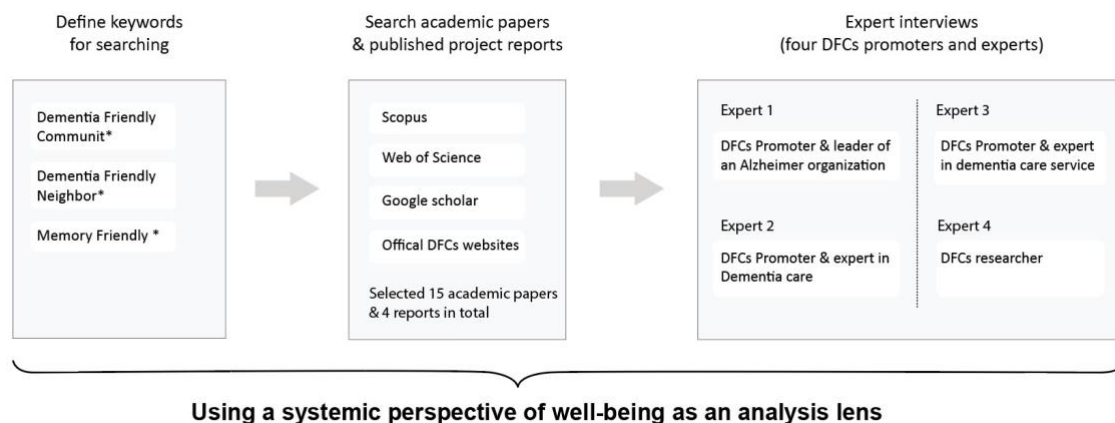 Define keywords
for searching
Dementia Friendly
Communit*
Dementia Friendly
Neighbor*
Memory Friendly *
Search academic papers
& published project reports
Scopus
Web of Science
Google scholar
Offical DFCs websites
Selected 15 academic papers
& 4 reports in total
Expert interviews
(four DFCs promoters and experts)
Expert 1
DFCs Promoter & leader of
an Alzheimer organization
Expert 2
DFCs Promoter & expert in
Dementia care
Expert 3
DFCs Promoter & expert
in dementia care service
Expert 4
DFCs researcher
Using a systemic perspective of well-being as an analysis lens